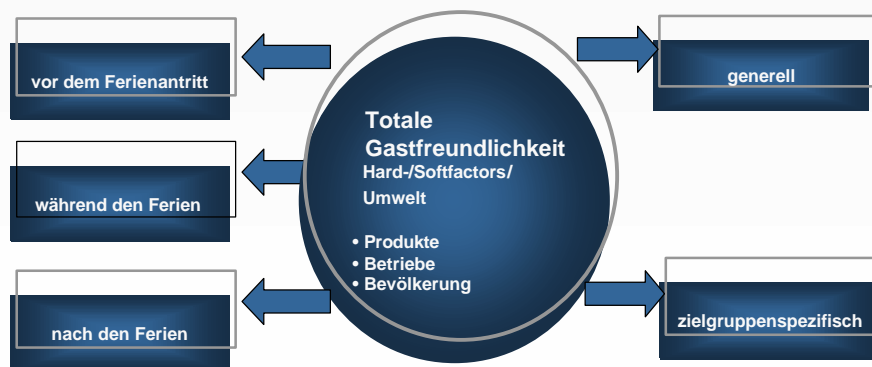 vor dem Ferienantritt
während den Ferien
nach den Ferien
Totale
Gastfreundlichkeit
Hard-/Softfactors/
Umwelt
• Produkte
• Betriebe
• Bevölkerung
generell
zielgruppenspezifisch